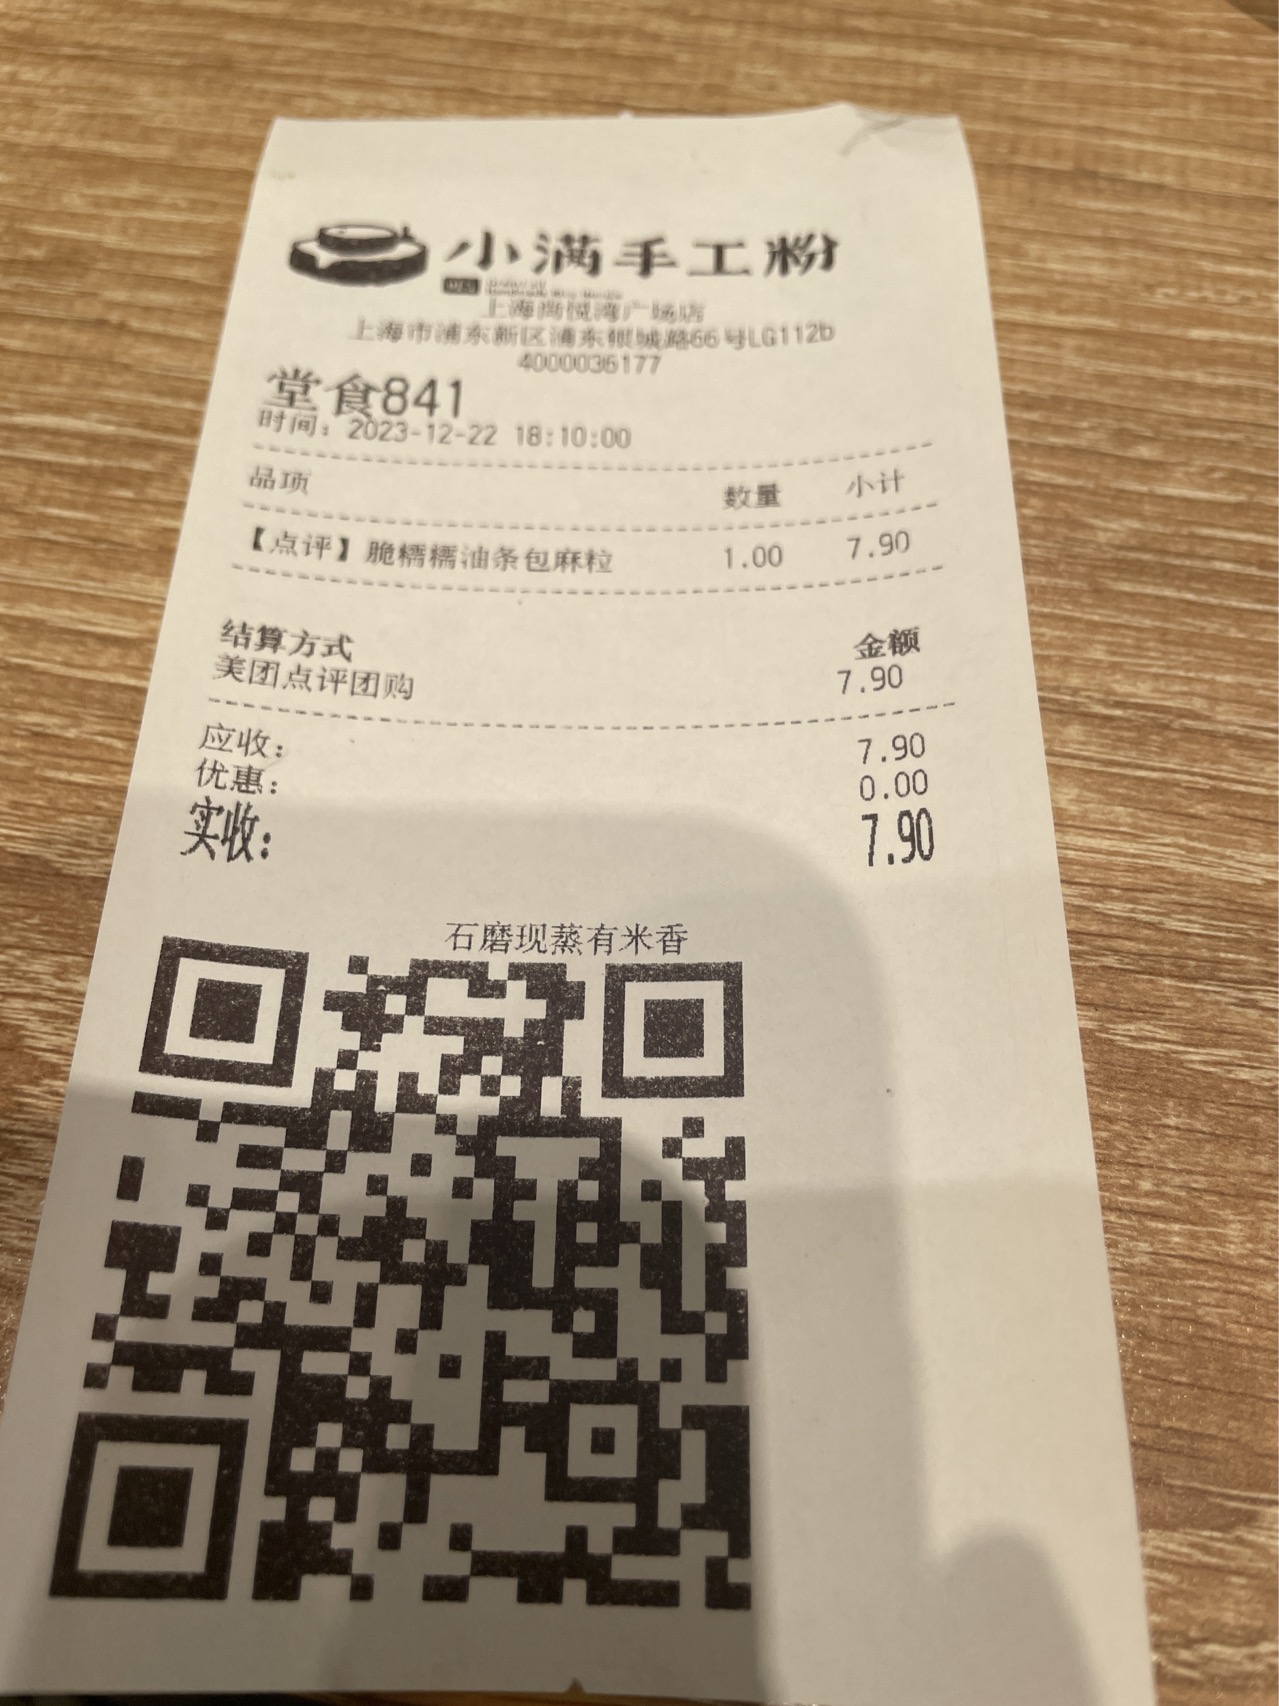 小满手工粉
上海尚悦湾广场店
上海市浦东新区浦东银城路66号LG112b
4000036177
堂食841
时间：2023-12-22 18:10:00
品项 数量 小计
【点评】脆糯糯油条包麻粒 1.00 7.90
结算方式 金额
美团点评团购 7.90
应收： 7.90
优惠： 0.00
实收： 7.90
石磨现蒸有米香